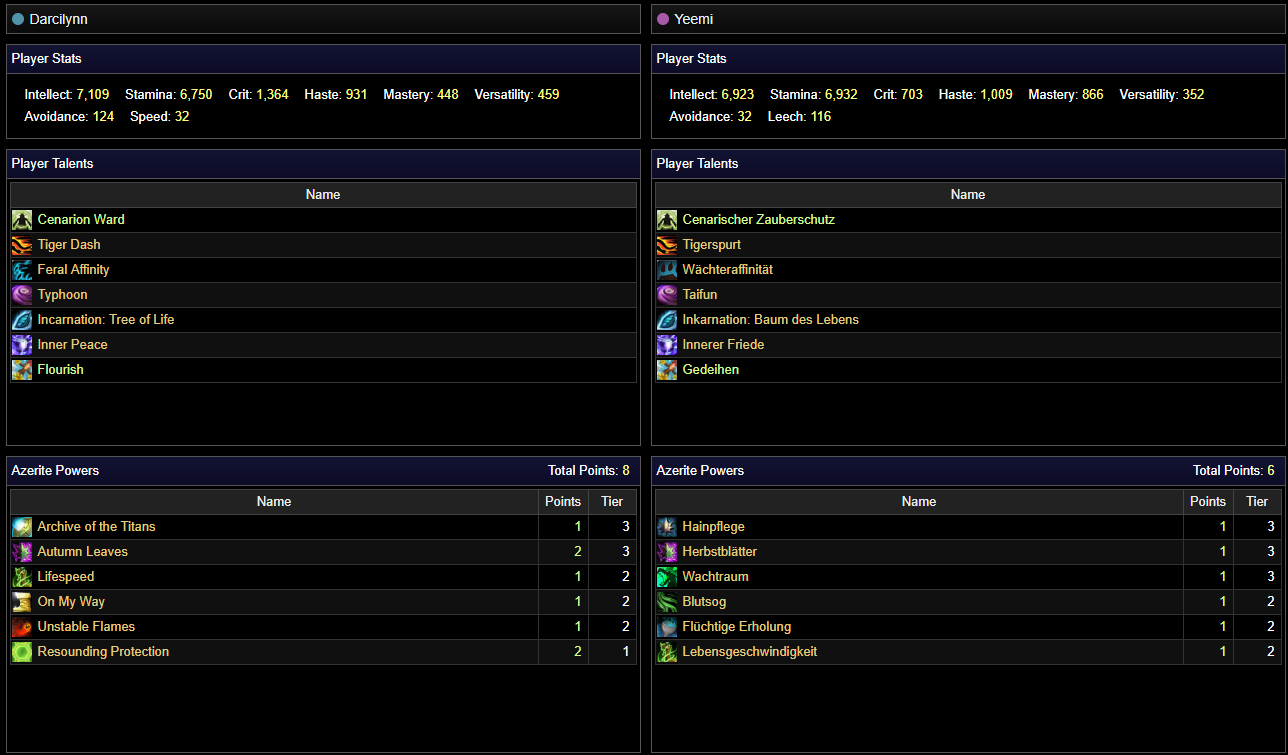 Darcilynn
Player Stats
Intellect: 7,109 Stamina: 6,750 Crit: 1,364 Haste: 931 Mastery: 448 Versatility: 459
Avoidance: 124 Speed: 32
Player Talents
Name
Cenarion Ward
Tiger Dash
Feral Affinity
Typhoon
Incarnation: Tree of Life
Inner Peace
Flourish
Azerite Powers Total Points: 8
Name Points Tier
Archive of the Titans 1 3
Autumn Leaves 2 3
Lifespeed 1 2
On My Way 1 2
Unstable Flames 1 2
Resounding Protection 2 1
Yeemi
Player Stats
Intellect: 6,923 Stamina: 6,932 Crit: 703 Haste: 1,009 Mastery: 866 Versatility: 352
Avoidance: 32 Leech: 116
Player Talents
Name
Cenarischer Zauberschutz
Tigerspurt
Wächteraffinität
Taifun
Inkarnation: Baum des Lebens
Innerer Friede
Gedeihen
Azerite Powers Total Points: 6
Name Points Tier
Hainpflege 1 3
Herbstblätter 1 3
Wachtraum 1 3
Blutsog 1 2
Flüchtige Erholung 1 2
Lebensgeschwindigkeit 1 2